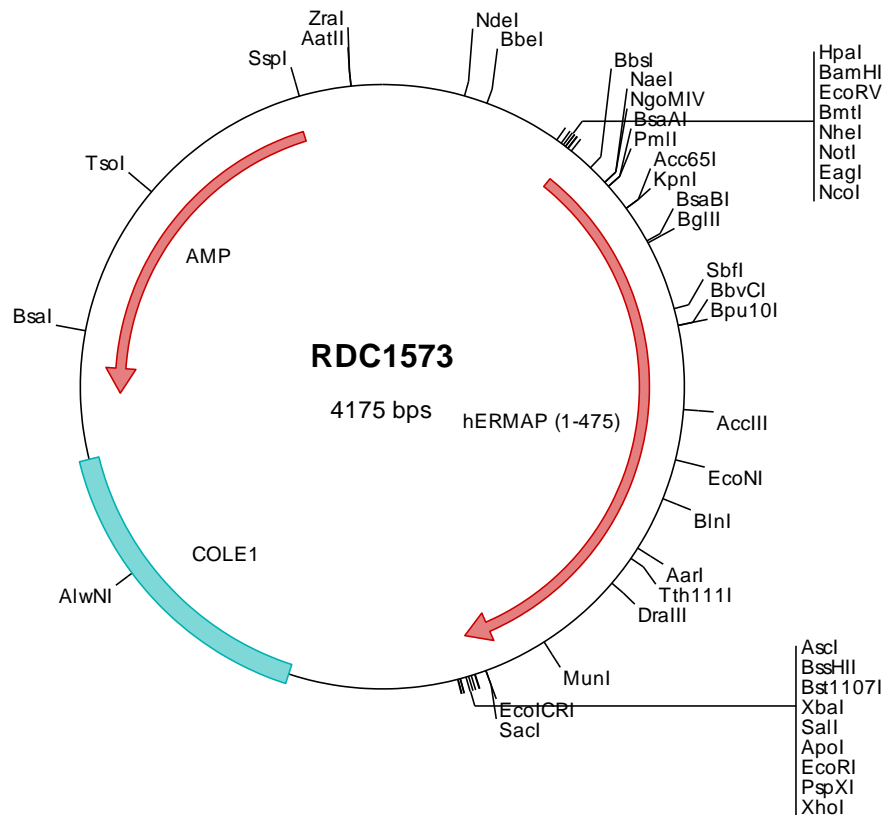 ZraI
AatII
SspI
TsoI
BsaI
AlwNI
NdeI
BbeI
BbsI
NaeI
NgoMIV
BsaAI
PmlI
Acc65I
KpnI
BsaBI
BglII
SbfI
BbvCI
Bpu10I
AccIII
EcoNI
BlnI
AarI
Tth111I
DraIII
MunI
EcoICRI
SacI
HpaI
BamHI
EcoRV
BmtI
NheI
NotI
EagI
NcoI
AscI
BssHII
Bst1107I
XbaI
SalI
ApoI
EcoRI
PspXI
XhoI
AMP
RDC1573
4175 bps
hERMAP (1-475)
COLE1